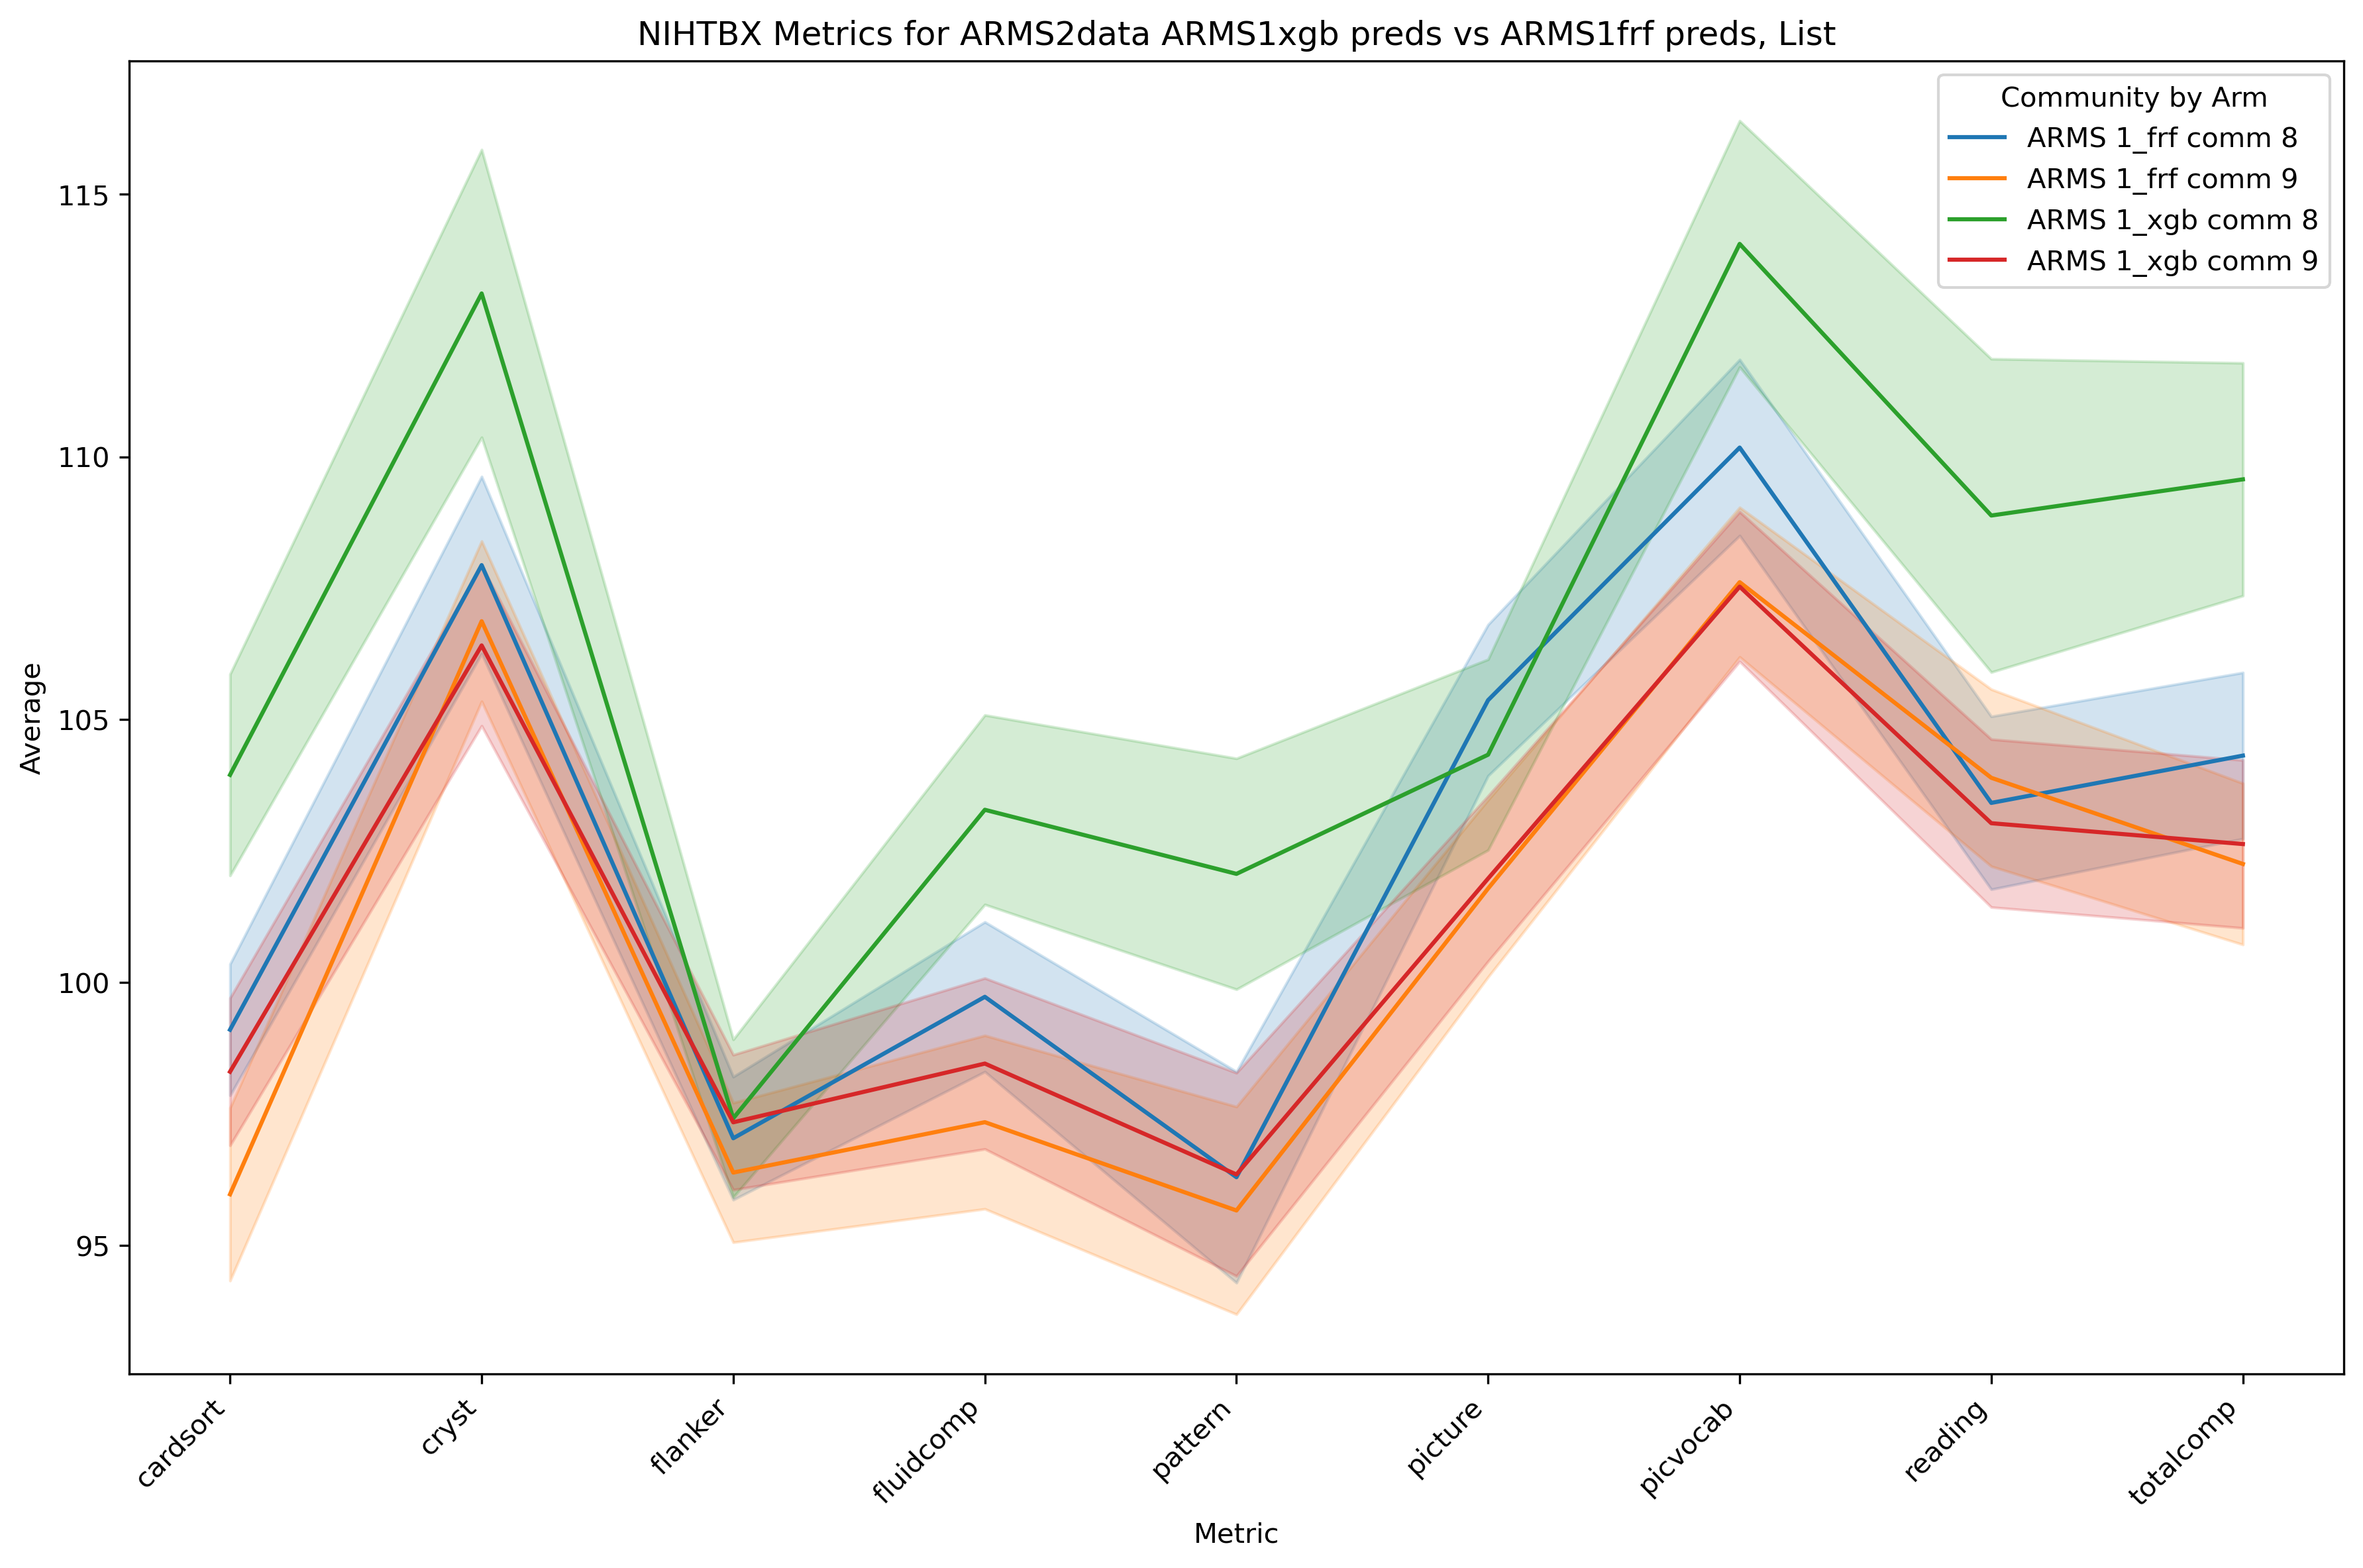 NIHTBX Metrics for ARMS2data ARMS1xgb preds vs ARMS1frf preds, List
Community by Arm
ARMS 1_frf comm 8
ARMS 1_frf comm 9
ARMS 1_xgb comm 8
ARMS 1_xgb comm 9
Average
115
110
105
100
95
cardsort
cryst
flanker
fluidcomp
pattern
picture
picvocab
reading
totalcomp
Metric